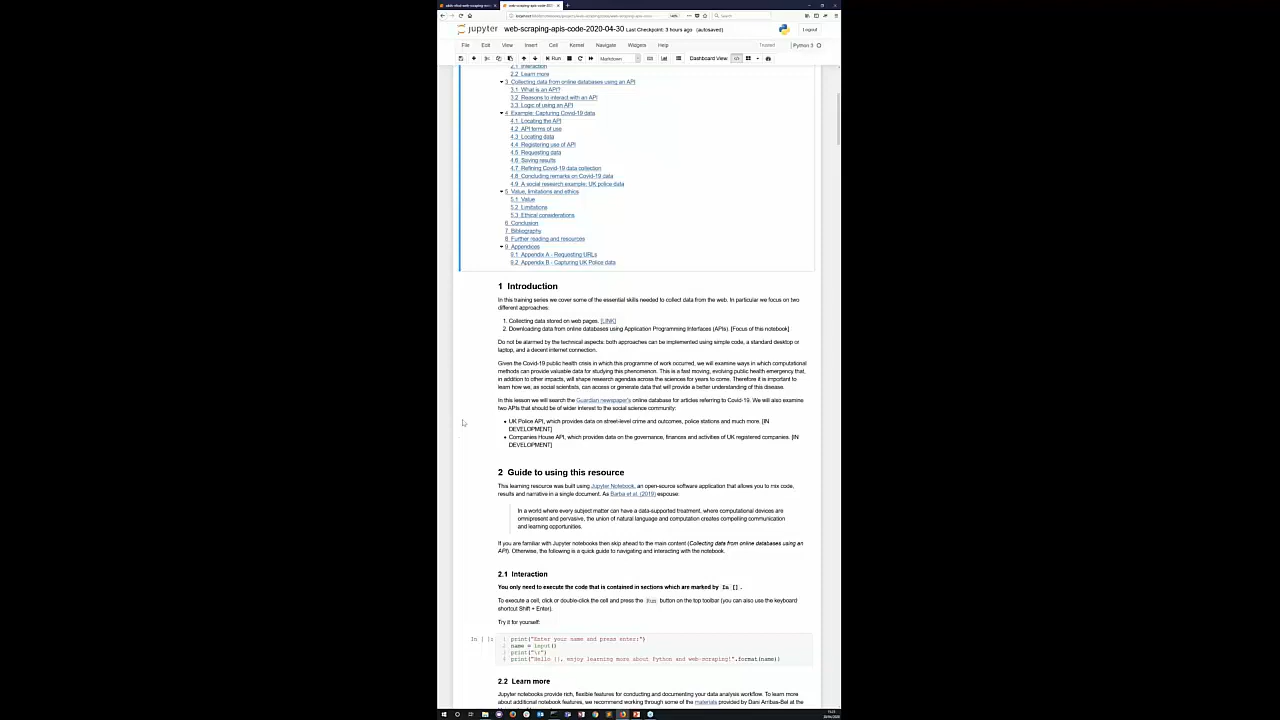 jupyter web-scraping-apis-code-2020-04-30 Last Checkpoint: 3 hours ago (autosaved) Logout
File Edit View Insert Cell Kernel Navigate Widgets Help Trusted Python 3
Run Markdown Dashboard View
2.1 Interaction
2.2 Learn more
3 Collecting data from online databases using an API
3.1 What is an API?
3.2 Reasons to interact with an API
3.3 Logic of using an API
4 Example: Capturing Covid-19 data
4.1 Locating the API
4.2 API terms of use
4.3 Locating data
4.4 Registering use of API
4.5 Requesting data
4.6 Saving results
4.7 Refining Covid-19 data collection
4.8 Concluding remarks on Covid-19 data
4.9 A social research example: UK police data
5 Value, limitations and ethics
5.1 Value
5.2 Limitations
5.3 Ethical considerations
6 Conclusion
7 Bibliography
8 Further reading and resources
9 Appendices
9.1 Appendix A - Requesting URLs
9.2 Appendix B - Capturing UK Police data
1 Introduction
In this training series we cover some of the essential skills needed to collect data from the web. In particular we focus on two
different approaches:
1. Collecting data stored on web pages. [LINK]
2. Downloading data from online databases using Application Programming Interfaces (APIs). [Focus of this notebook]
Do not be alarmed by the technical aspects: both approaches can be implemented using simple code, a standard desktop or
laptop, and a decent internet connection.
Given the Covid-19 public health crisis in which this programme of work occurred, we will examine ways in which computational
methods can provide valuable data for studying this phenomenon. This is a fast moving, evolving public health emergency that,
in addition to other impacts, will shape research agendas across the sciences for years to come. Therefore it is important to
learn how we, as social scientists, can access or generate data that will provide a better understanding of this disease.
In this lesson we will search the Guardian newspaper's online database for articles referring to Covid-19. We will also examine
two APIs that should be of wider interest to the social science community:
• UK Police API, which provides data on street-level crime and outcomes, police stations and much more. [IN
DEVELOPMENT]
• Companies House API, which provides data on the governance, finances and activities of UK registered companies. [IN
DEVELOPMENT]
2 Guide to using this resource
This learning resource was built using Jupyter Notebook, an open-source software application that allows you to mix code,
results and narrative in a single document. As Barba et al. (2019) espouse:
In a world where every subject matter can have a data-supported treatment, where computational devices are
omnipresent and pervasive, the union of natural language and computation creates compelling communication
and learning opportunities.
If you are familiar with Jupyter notebooks then skip ahead to the main content (Collecting data from online databases using an
API). Otherwise, the following is a quick guide to navigating and interacting with the notebook.
2.1 Interaction
You only need to execute the code that is contained in sections which are marked by In [].
To execute a cell, click or double-click the cell and press the Run button on the top toolbar (you can also use the keyboard
shortcut Shift + Enter).
Try it for yourself:
In [ ]: 1 print("Enter your name and press enter:")
2 name = input()
3 print("\r")
4 print("Hello {}, enjoy learning more about Python and web-scraping!".format(name))
2.2 Learn more
Jupyter notebooks provide rich, flexible features for conducting and documenting your data analysis workflow. To learn more
about additional notebook features, we recommend working through some of the materials provided by Dani Arribas-Bel at the